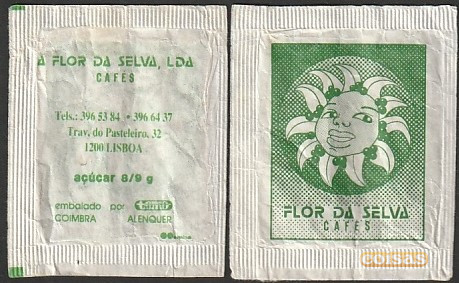 A FLOR DA SELVA, LDA
CAFÉS
Tels.: 396 53 84 • 396 64 37
Trav. do Pasteleiro, 32
1200 LISBOA
açúcar 8/9 g
embalado por
COIMBRA ALENQUER
FLOR DA SELVA
CAFÉS
coisas